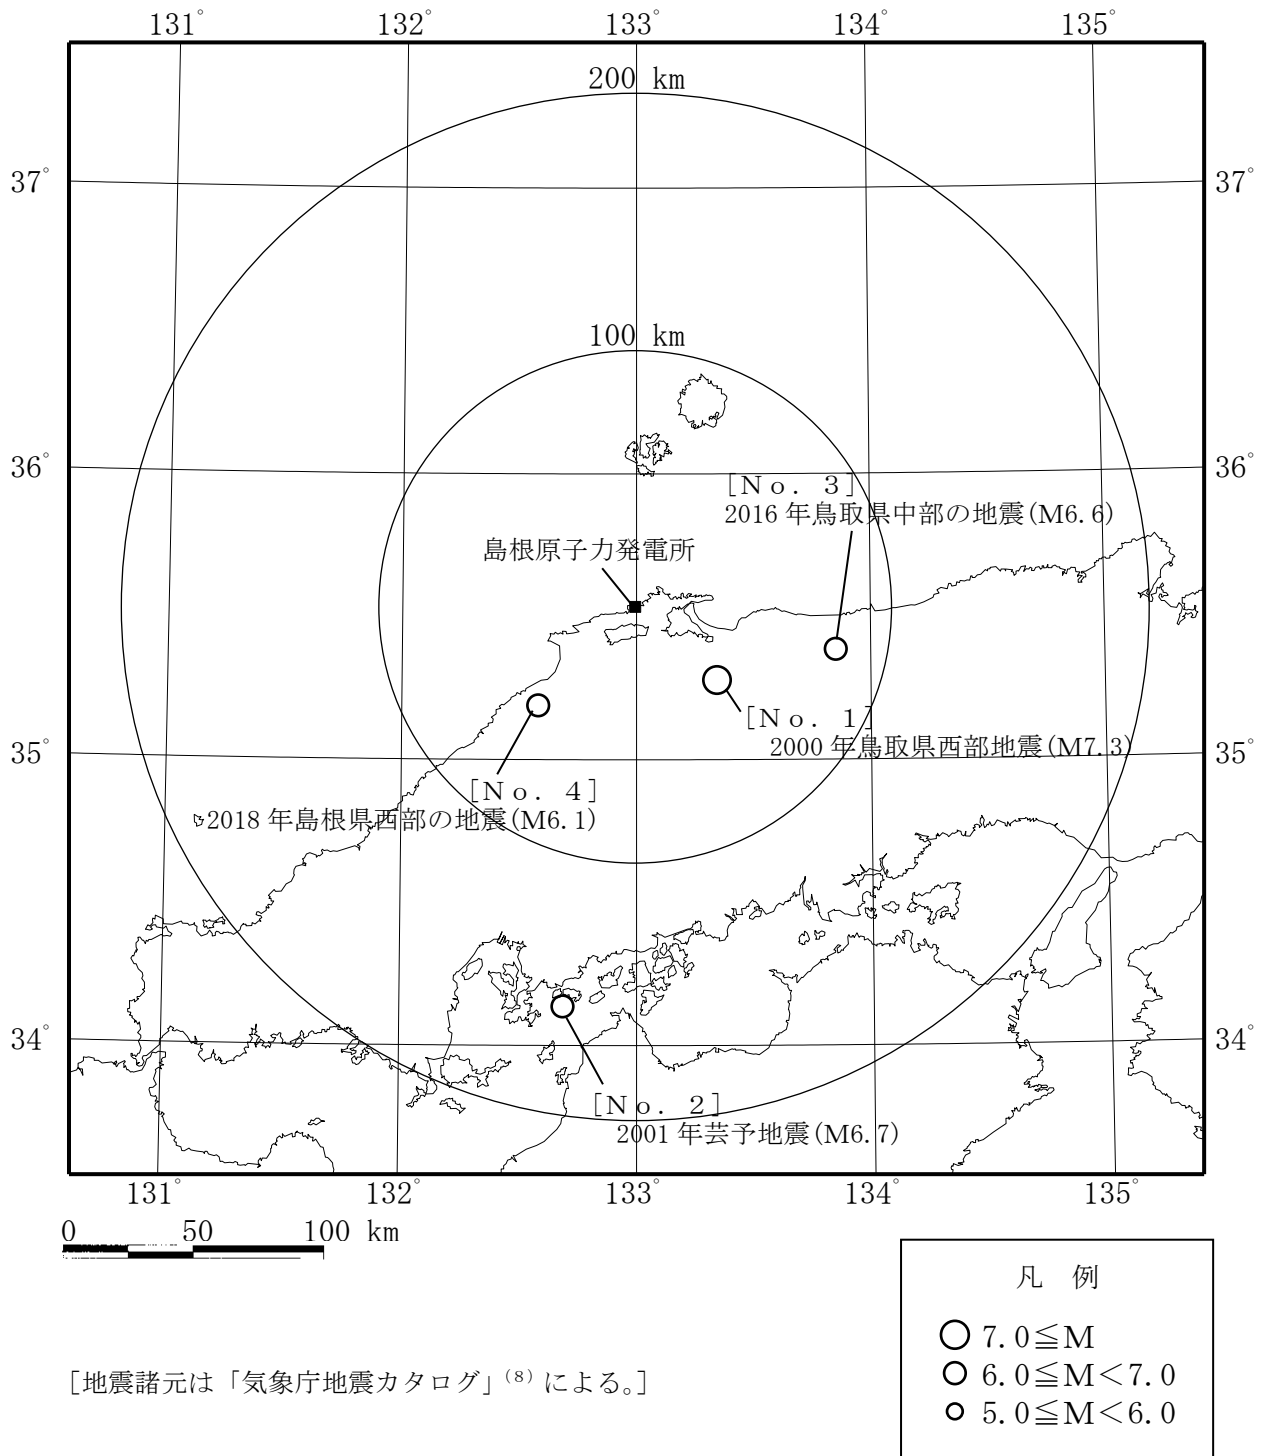 131° 132° 133° 134° 135°
200 km
37° 37°
100 km
36° 36°
［Ｎｏ．３］
2016 年鳥取県中部の地震(M6.6)
島根原子力発電所
［Ｎｏ．１］
2000 年鳥取県西部地震(M7.3)
35° 35°
［Ｎｏ．４］
2018 年島根県西部の地震(M6.1)
34° 34°
［Ｎｏ．２］
2001 年芸予地震(M6.7)
131° 132° 133° 134° 135°
0 50 100 km
凡 例
7.0≦M
6.0≦M＜7.0
5.0≦M＜6.0
［地震諸元は「気象庁地震カタログ」⁽⁸⁾による。］